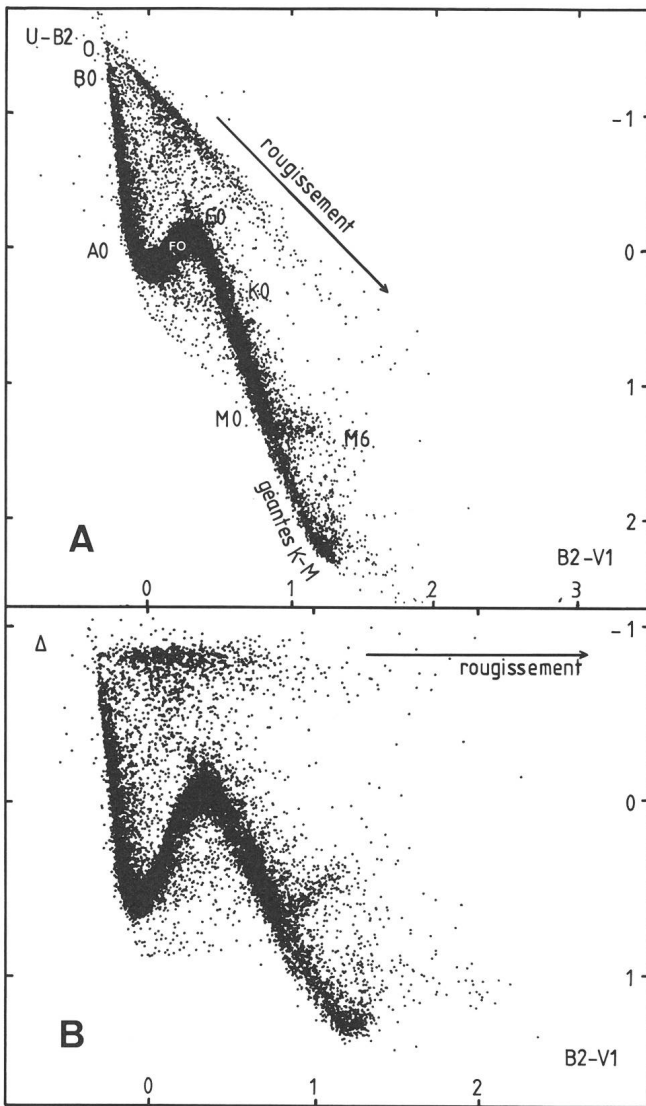 U-B2
O
B0
-1
rougissement
G0
F0
A0
0
K0
1
M0
M6
géantes K-M
2
A
B2-V1
0
1
2
3
Δ
-1
rougissement
0
1
B
B2-V1
0
1
2